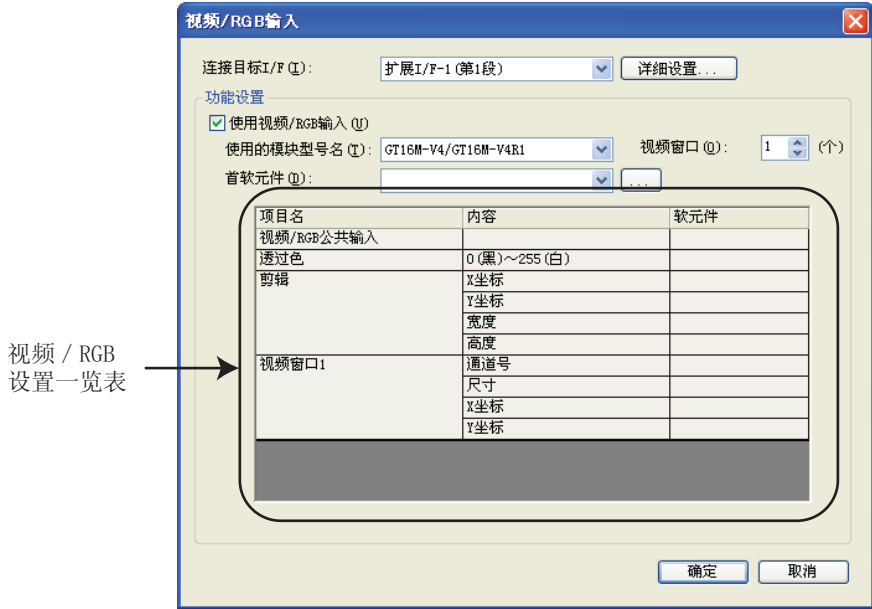 视频/RGB输入
连接目标I/F(I): 扩展I/F-1(第1段) 详细设置...
功能设置
使用视频/RGB输入(U)
使用的模块型号名(T): GT16M-V4/GT16M-V4R1 视频窗口(O): 1 (个)
首软元件(D): ...
项目名 内容 软元件
视频/RGB公共输入
透过色 0(黑)～255(白)
剪辑 X坐标
Y坐标
宽度
高度
视频窗口1 通道号
尺寸
X坐标
Y坐标
视频／RGB
设置一览表
确定 取消